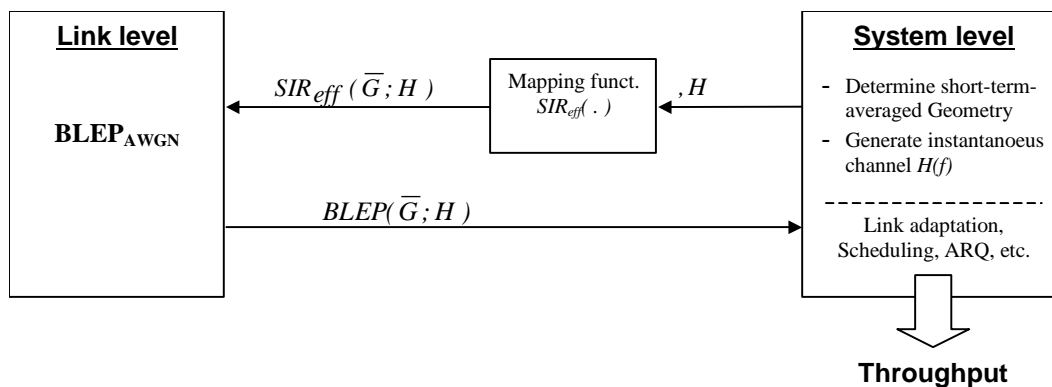 Link level
BLEP_AWGN
SIR_eff ( G̅ ; H )
BLEP( G̅ ; H )
Mapping funct.
SIR_eff( . )
, H
System level
- Determine short-term-
averaged Geometry
- Generate instantanoeus
channel H(f)
Link adaptation,
Scheduling, ARQ, etc.
Throughput